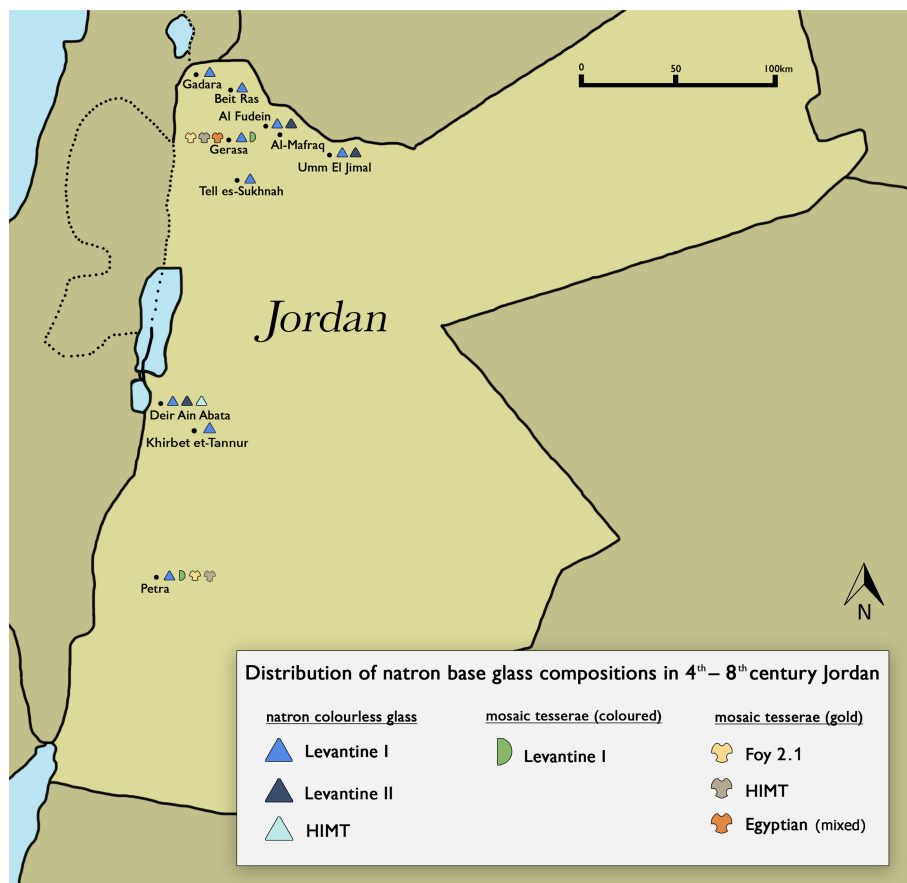 0 50 100km
Gadara
Beit Ras
Al Fudein
Al-Mafraq
Gerasa
Umm El Jimal
Tell es-Sukhnah
Jordan
Deir Ain Abata
Khirbet et-Tannur
Petra
N
Distribution of natron base glass compositions in 4th – 8th century Jordan
natron colourless glass
Levantine I
Levantine II
HIMT
mosaic tesserae (coloured)
Levantine I
mosaic tesserae (gold)
Foy 2.1
HIMT
Egyptian (mixed)